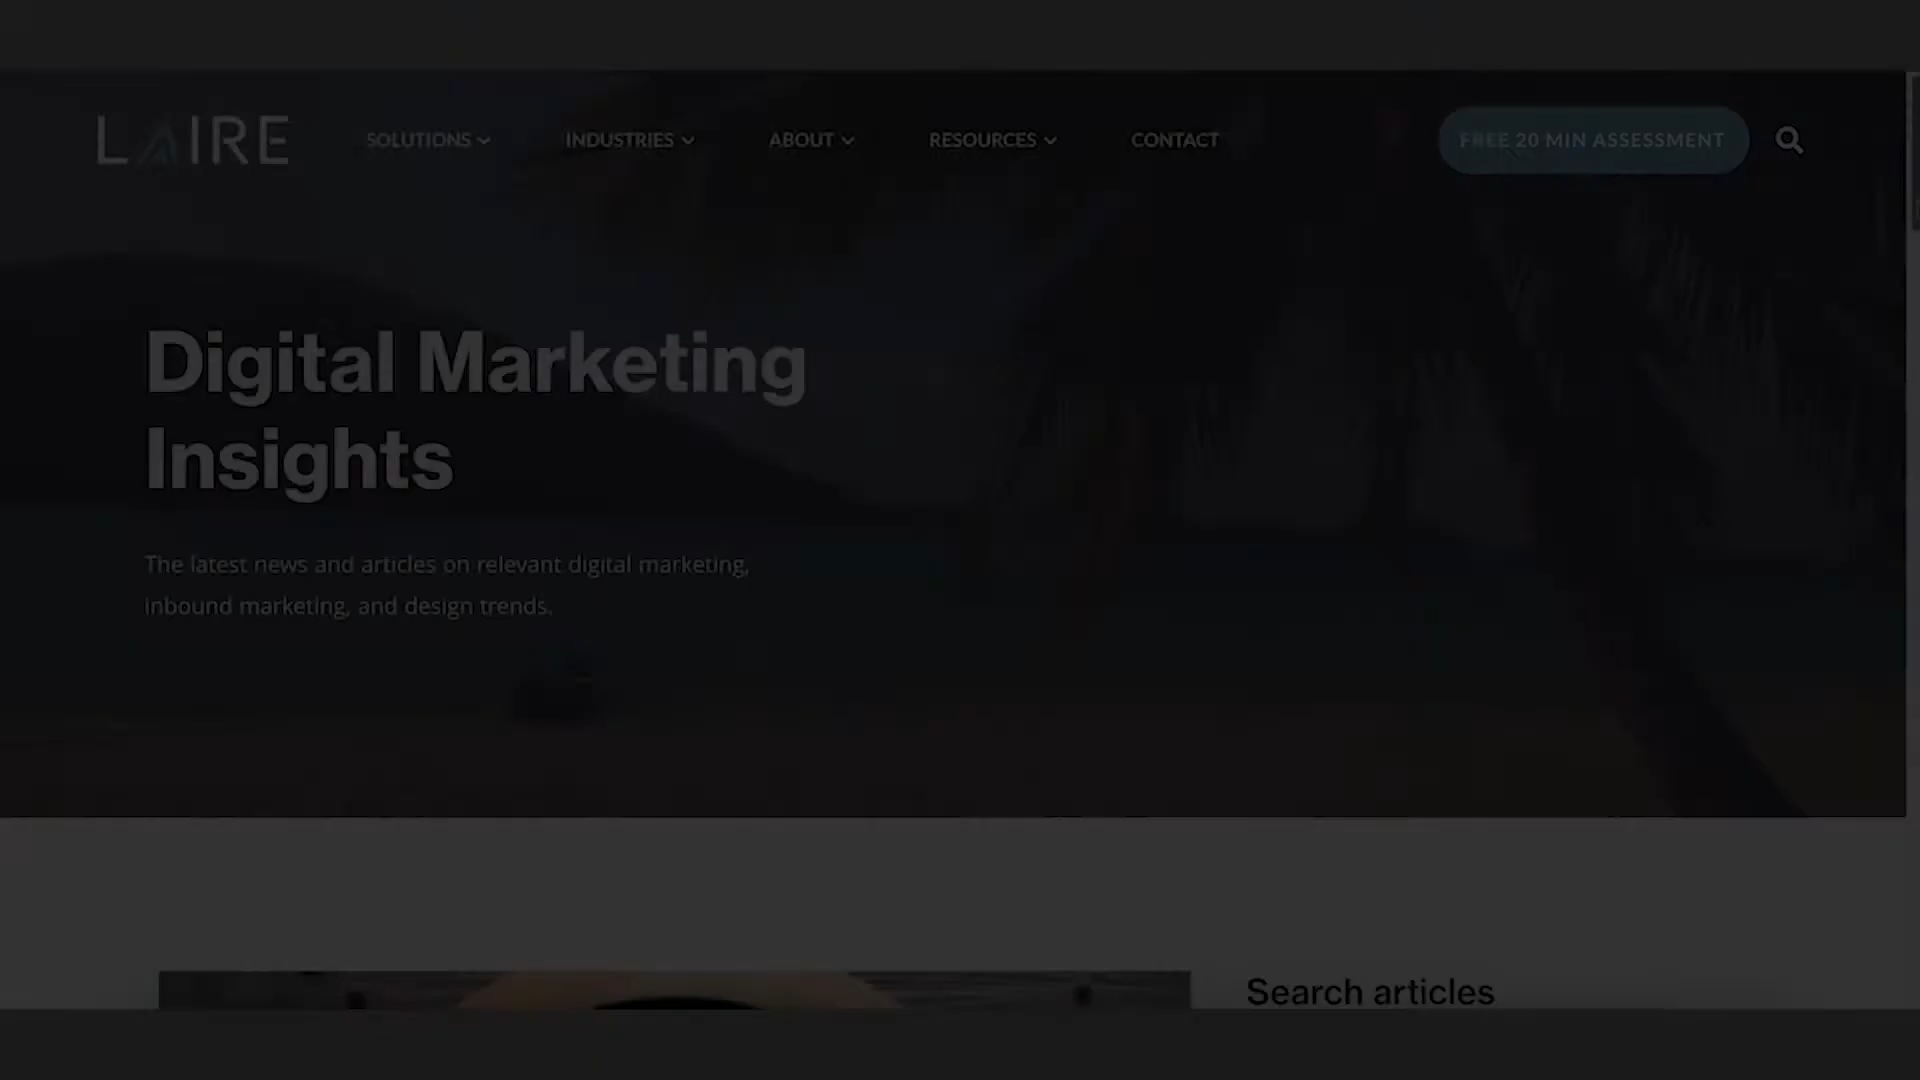 LAIRE
SOLUTIONS
INDUSTRIES
ABOUT
RESOURCES
CONTACT
FREE 20 MIN ASSESSMENT
Digital Marketing
Insights
The latest news and articles on relevant digital marketing,
inbound marketing, and design trends.
Search articles